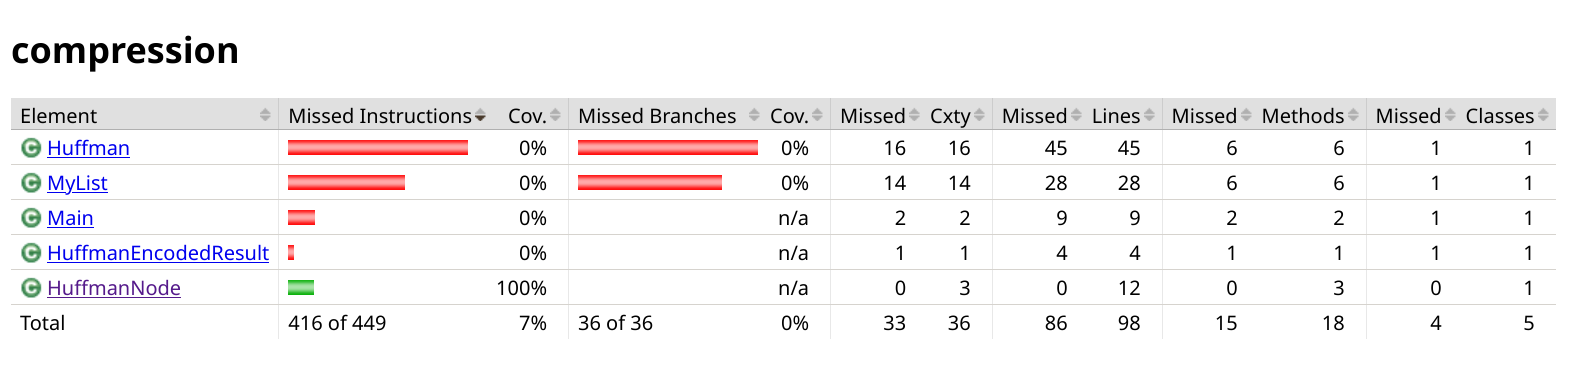 compression
Element Missed Instructions Cov. Missed Branches Cov. Missed Cxty Missed Lines Missed Methods Missed Classes
C Huffman 0% 0% 16 16 45 45 6 6 1 1
C MyList 0% 0% 14 14 28 28 6 6 1 1
C Main 0% n/a 2 2 9 9 2 2 1 1
C HuffmanEncodedResult 0% n/a 1 1 4 4 1 1 1 1
C HuffmanNode 100% n/a 0 3 0 12 0 3 0 1
Total 416 of 449 7% 36 of 36 0% 33 36 86 98 15 18 4 5